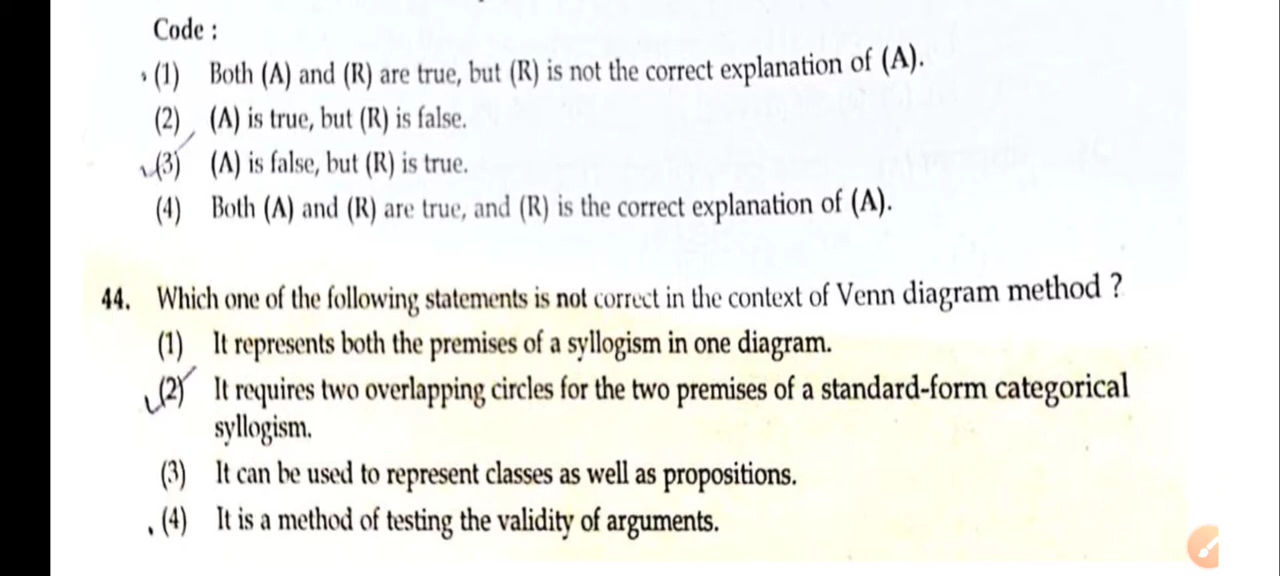 Code :
(1) Both (A) and (R) are true, but (R) is not the correct explanation of (A).
(2) (A) is true, but (R) is false.
(3) (A) is false, but (R) is true.
(4) Both (A) and (R) are true, and (R) is the correct explanation of (A).
44. Which one of the following statements is not correct in the context of Venn diagram method ?
(1) It represents both the premises of a syllogism in one diagram.
(2) It requires two overlapping circles for the two premises of a standard-form categorical
syllogism.
(3) It can be used to represent classes as well as propositions.
(4) It is a method of testing the validity of arguments.